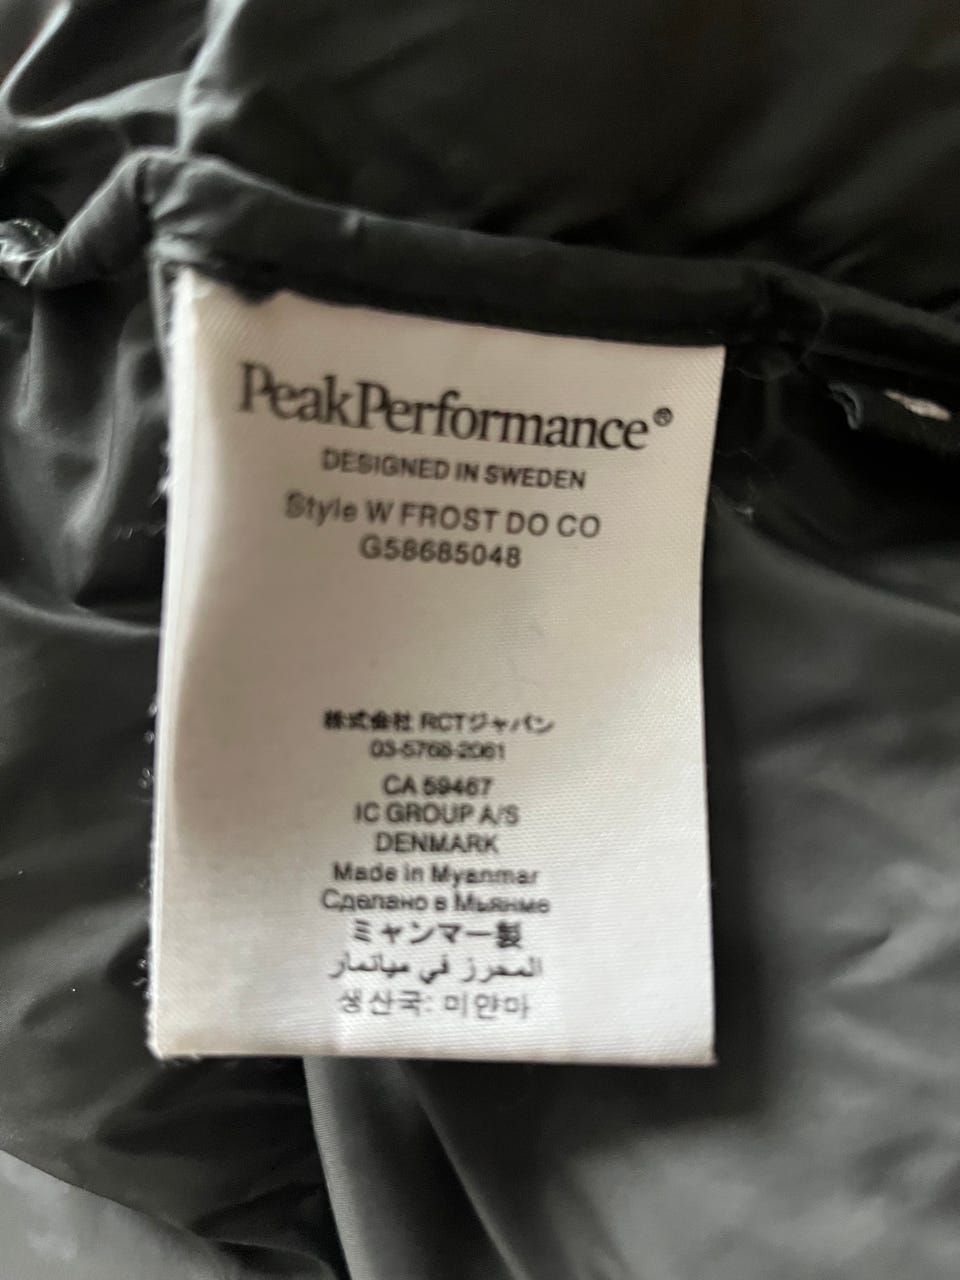 PeakPerformance®
DESIGNED IN SWEDEN
Style W FROST DO CO
G58685048
株式会社 RCTジャパン
03-5768-2061
CA 59467
IC GROUP A/S
DENMARK
Made in Myanmar
Сделано в Мьянме
ミャンマー製
المحرز في ميانمار
생산국: 미얀마